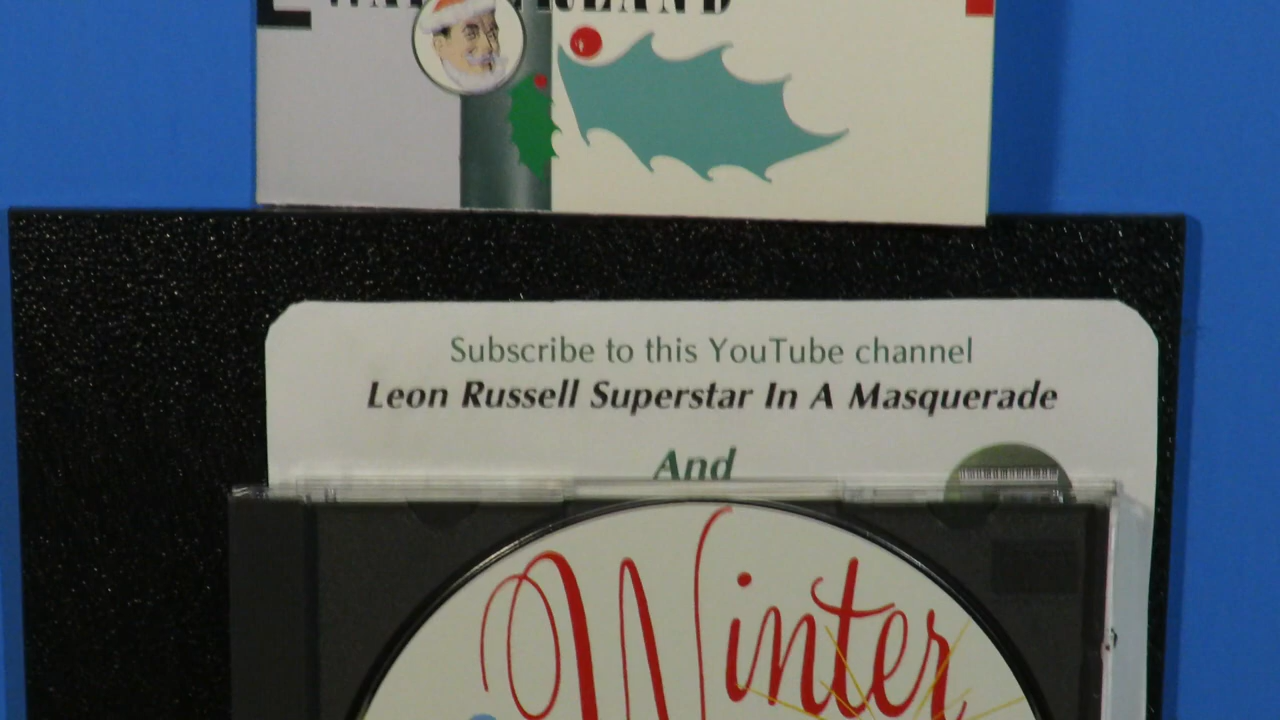 Subscribe to this YouTube channel
Leon Russell Superstar In A Masquerade
And
Winter